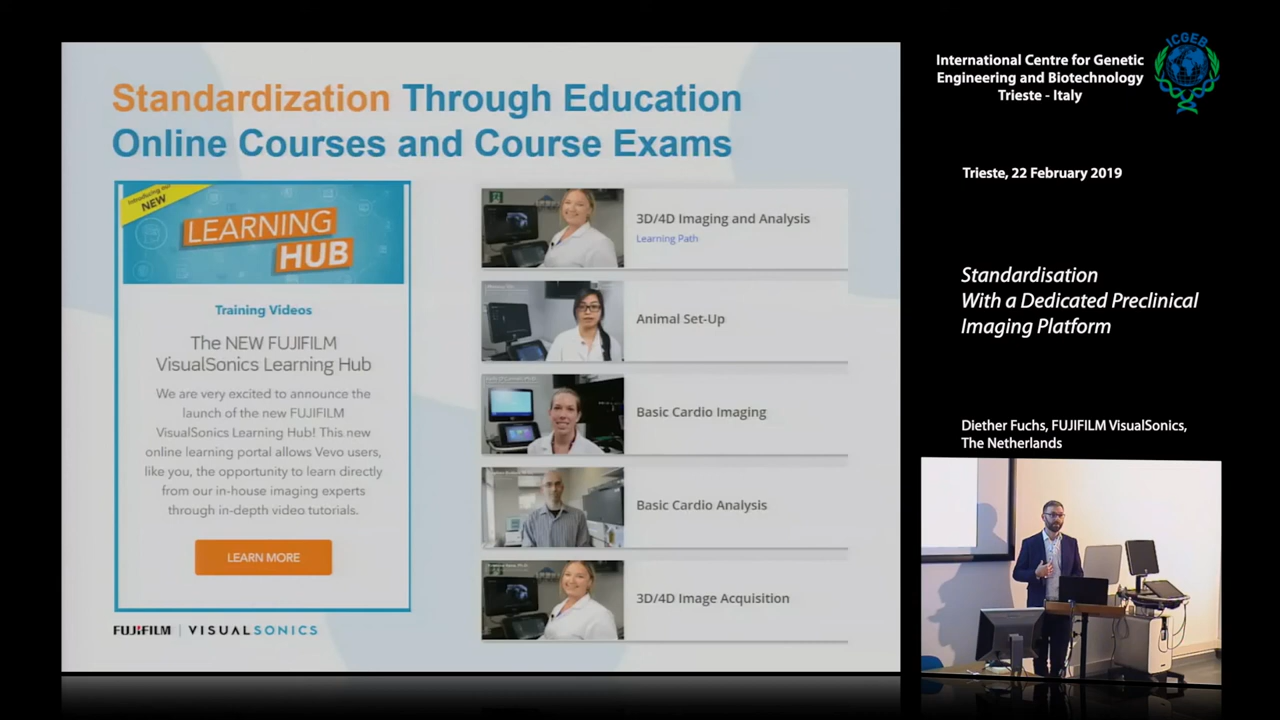 Standardization Through Education
Online Courses and Course Exams
Introducing
NEW
LEARNING
HUB
Training Videos
The NEW FUJIFILM
VisualSonics Learning Hub
We are very excited to announce the
launch of the new FUJIFILM
VisualSonics Learning Hub! This new
online learning portal allows Vevo users,
like you, the opportunity to learn directly
from our in-house imaging experts
through in-depth video tutorials.
LEARN MORE
FUJIFILM | VISUALSONICS
3D/4D Imaging and Analysis
Learning Path
Animal Set-Up
Basic Cardio Imaging
Basic Cardio Analysis
3D/4D Image Acquisition
International Centre for Genetic
Engineering and Biotechnology
Trieste - Italy
ICGEB
Trieste, 22 February 2019
Standardisation
With a Dedicated Preclinical
Imaging Platform
Diether Fuchs, FUJIFILM VisualSonics,
The Netherlands